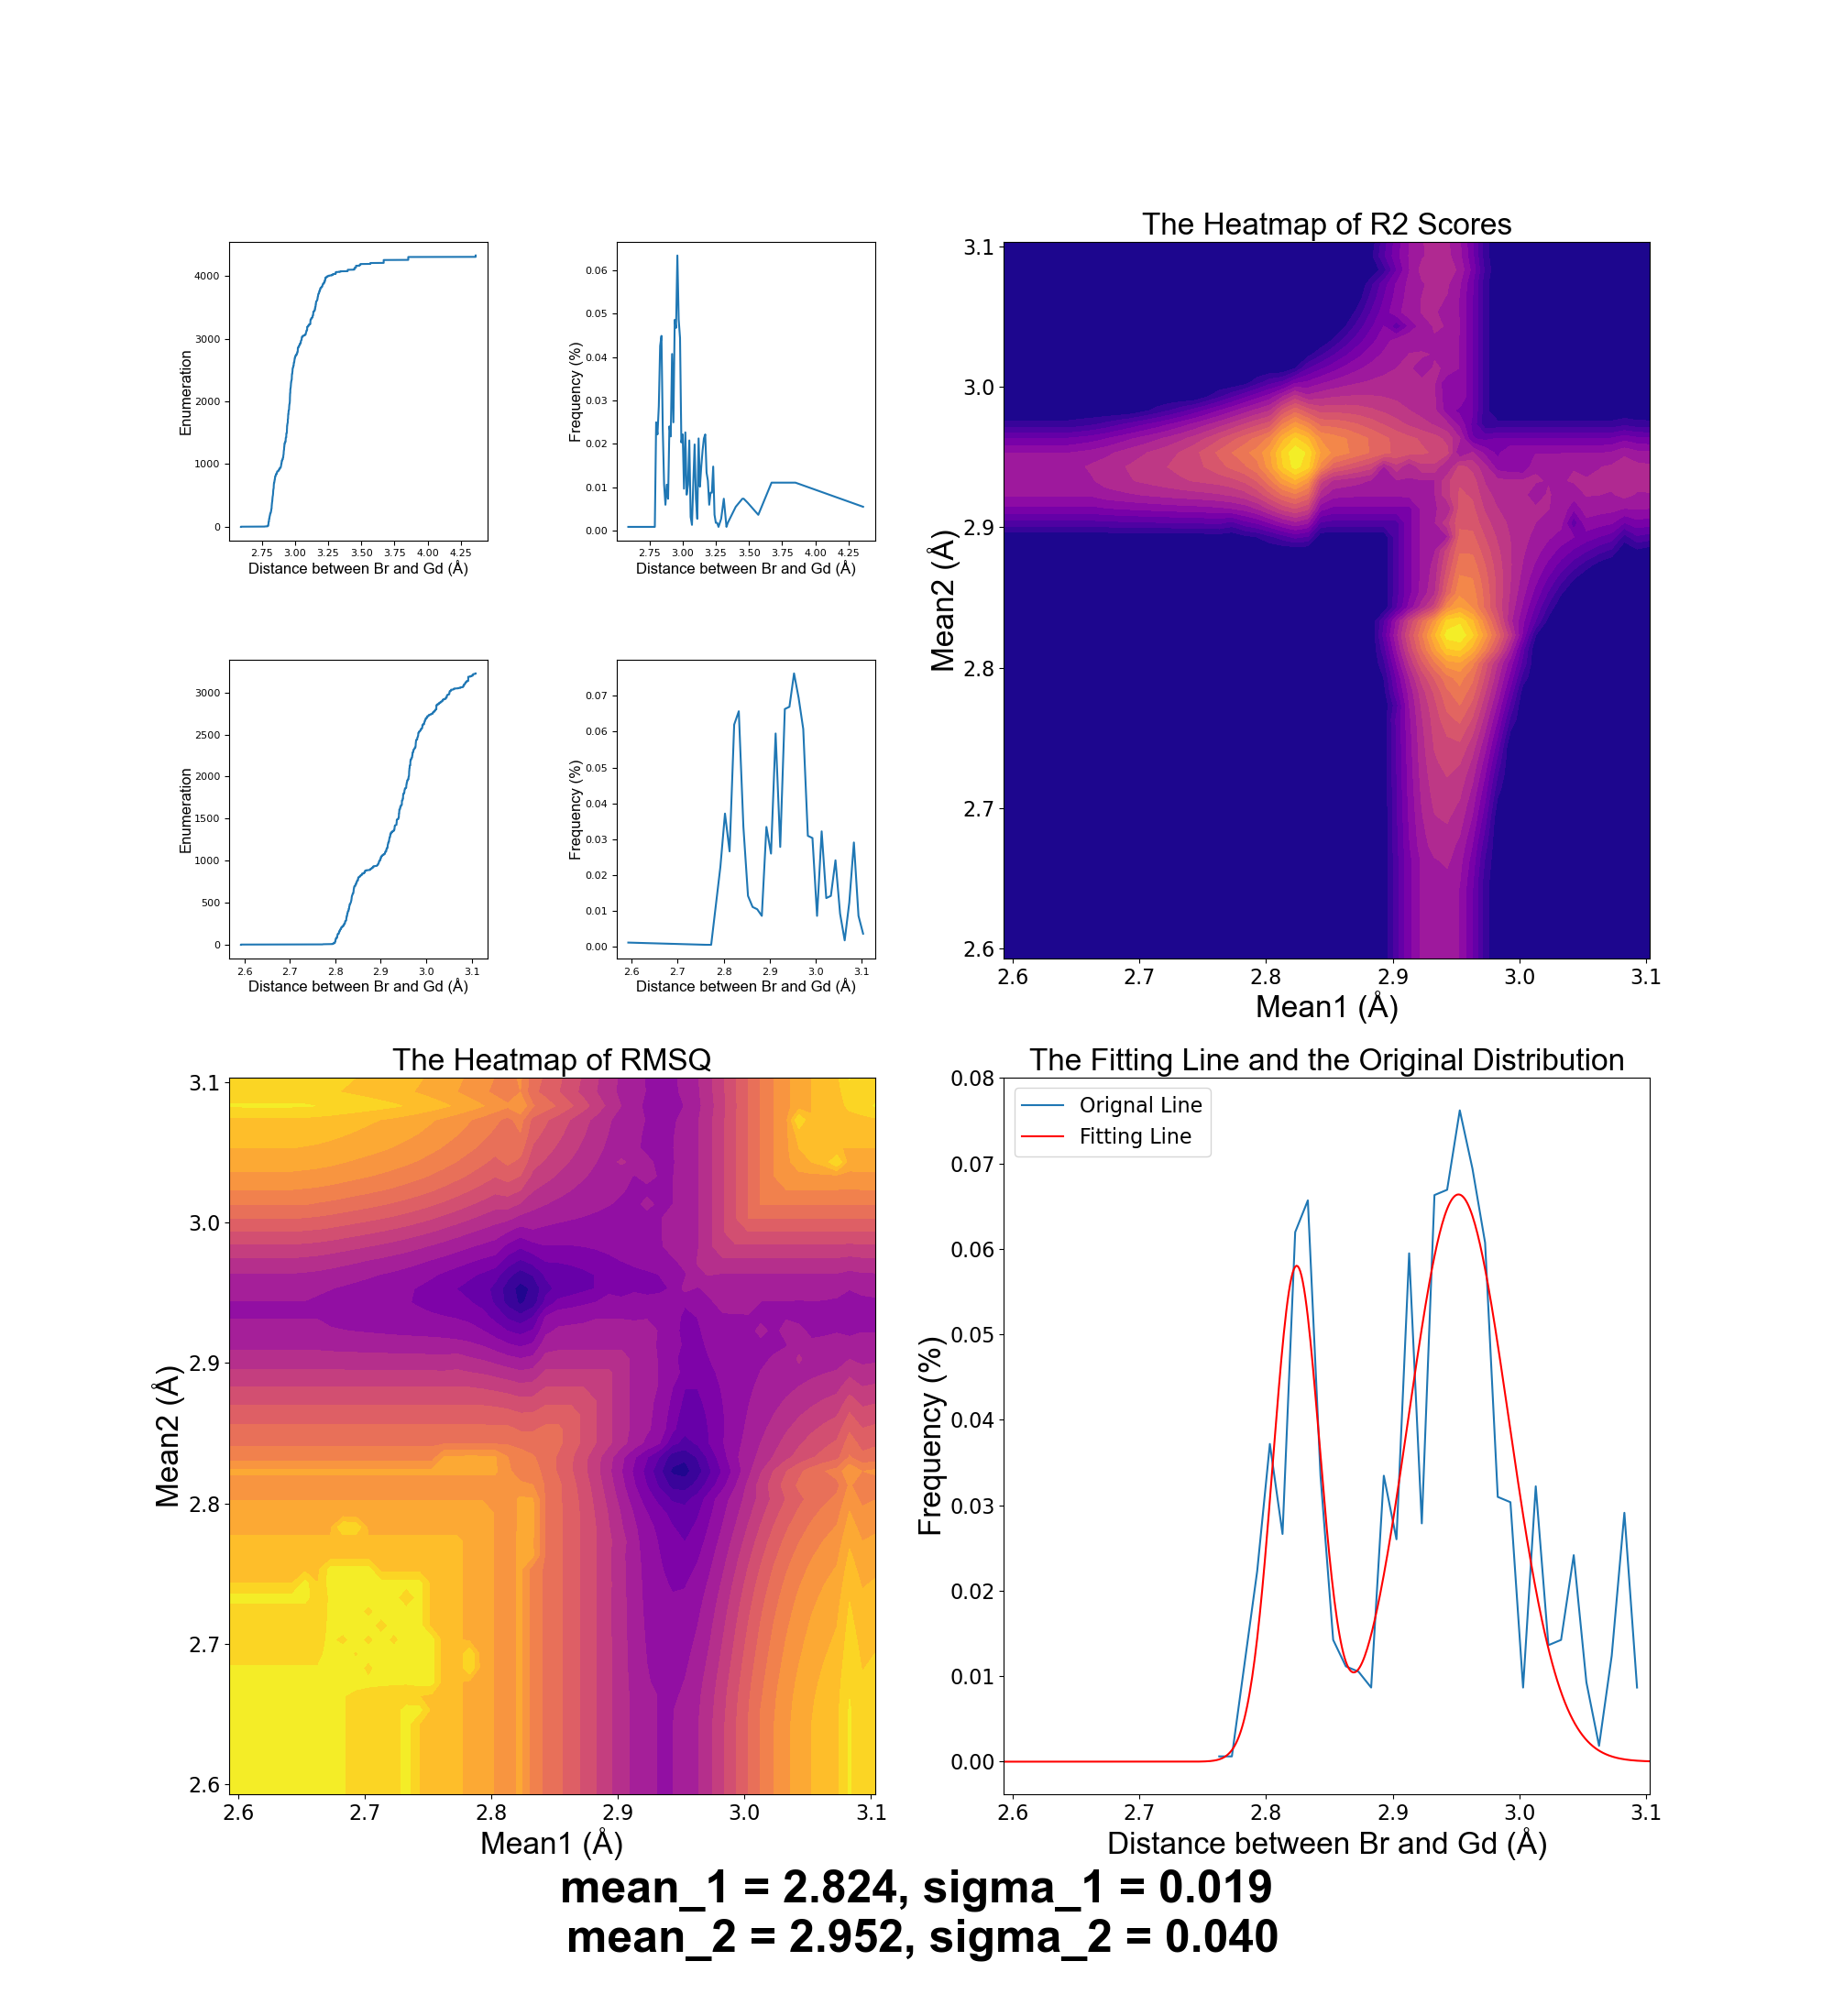 4000
3000
2000
1000
0
Enumeration
2.75 3.00 3.25 3.50 3.75 4.00 4.25
Distance between Br and Gd (Å)
0.06
0.05
0.04
0.03
0.02
0.01
0.00
Frequency (%)
2.75 3.00 3.25 3.50 3.75 4.00 4.25
Distance between Br and Gd (Å)
The Heatmap of R2 Scores
3.1
3.0
2.9
2.8
2.7
2.6
Mean2 (Å)
2.6 2.7 2.8 2.9 3.0 3.1
Mean1 (Å)
3000
2500
2000
1500
1000
500
0
Enumeration
2.6 2.7 2.8 2.9 3.0 3.1
Distance between Br and Gd (Å)
0.07
0.06
0.05
0.04
0.03
0.02
0.01
0.00
Frequency (%)
2.6 2.7 2.8 2.9 3.0 3.1
Distance between Br and Gd (Å)
The Heatmap of RMSQ
3.1
3.0
2.9
2.8
2.7
2.6
Mean2 (Å)
2.6 2.7 2.8 2.9 3.0 3.1
Mean1 (Å)
The Fitting Line and the Original Distribution
Orignal Line
Fitting Line
0.08
0.07
0.06
0.05
0.04
0.03
0.02
0.01
0.00
Frequency (%)
2.6 2.7 2.8 2.9 3.0 3.1
Distance between Br and Gd (Å)
mean_1 = 2.824, sigma_1 = 0.019
mean_2 = 2.952, sigma_2 = 0.040